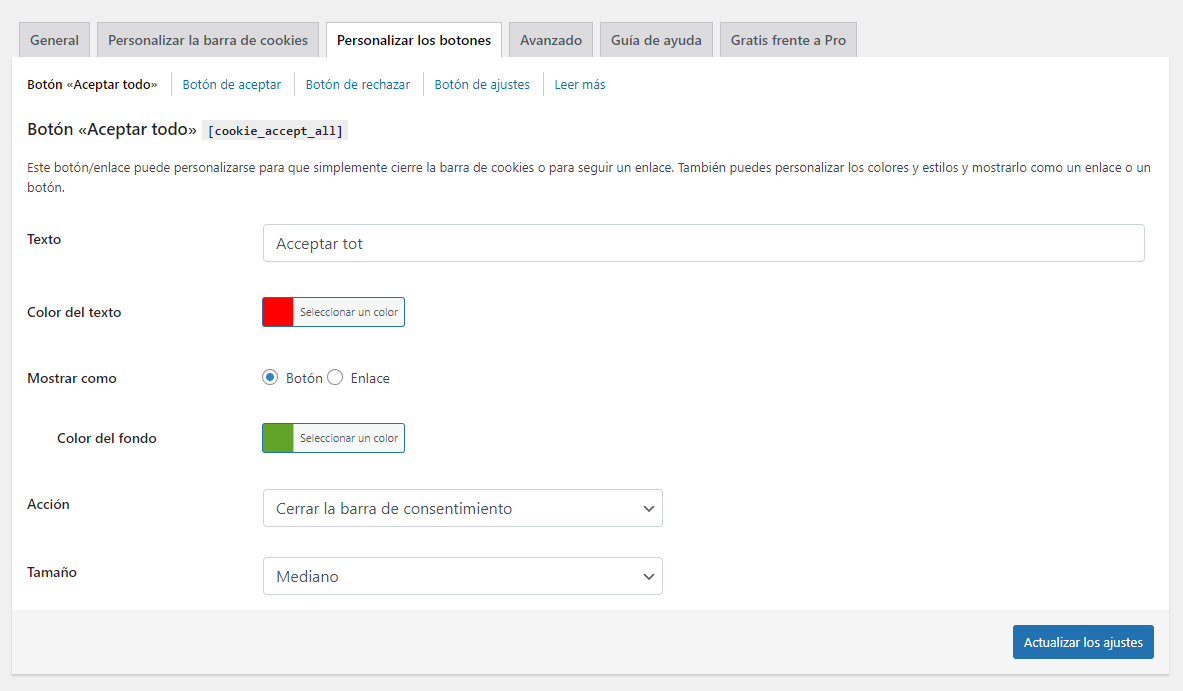 General
Personalizar la barra de cookies
Personalizar los botones
Avanzado
Guía de ayuda
Gratis frente a Pro
Botón «Aceptar todo»
Botón de aceptar
Botón de rechazar
Botón de ajustes
Leer más
Botón «Aceptar todo» [cookie_accept_all]
Este botón/enlace puede personalizarse para que simplemente cierre la barra de cookies o para seguir un enlace. También puedes personalizar los colores y estilos y mostrarlo como un enlace o un
botón.
Texto
Acceptar tot
Color del texto
Seleccionar un color
Mostrar como
Botón
Enlace
Color del fondo
Seleccionar un color
Acción
Cerrar la barra de consentimiento
Tamaño
Mediano
Actualizar los ajustes